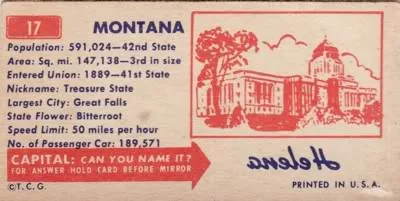 17
MONTANA
Population: 591,024—42nd State
Area: Sq. mi. 147,138—3rd in size
Entered Union: 1889—41st State
Nickname: Treasure State
Largest City: Great Falls
State Flower: Bitterroot
Speed Limit: 50 miles per hour
No. of Passenger Car: 189,571
CAPITAL: CAN YOU NAME IT?
FOR ANSWER HOLD CARD BEFORE MIRROR
Helena
©T.C.G.
PRINTED IN U.S.A.